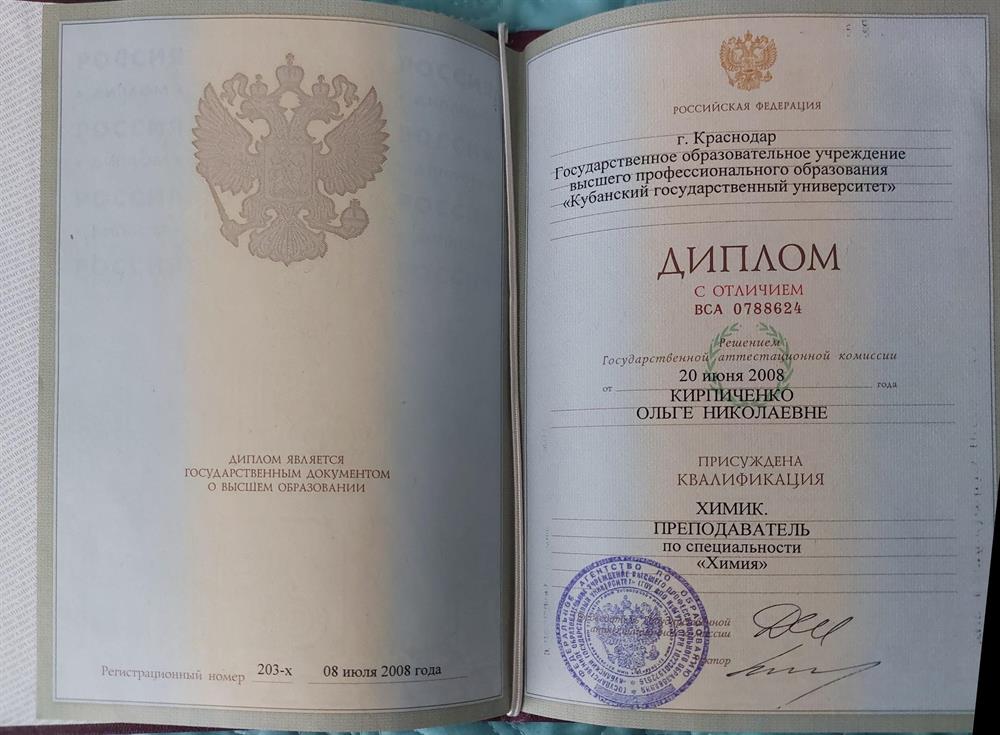 ДИПЛОМ ЯВЛЯЕТСЯ
ГОСУДАРСТВЕННЫМ ДОКУМЕНТОМ
О ВЫСШЕМ ОБРАЗОВАНИИ
Регистрационный номер 203-х 08 июля 2008 года
РОССИЙСКАЯ ФЕДЕРАЦИЯ
г. Краснодар
Государственное образовательное учреждение
высшего профессионального образования
«Кубанский государственный университет»
ДИПЛОМ
С ОТЛИЧИЕМ
ВСА 0788624
Решением
Государственной аттестационной комиссии
от 20 июня 2008 года
КИРПИЧЕНКО
ОЛЬГЕ НИКОЛАЕВНЕ
ПРИСУЖДЕНА
КВАЛИФИКАЦИЯ
ХИМИК.
ПРЕПОДАВАТЕЛЬ
по специальности
«Химия»